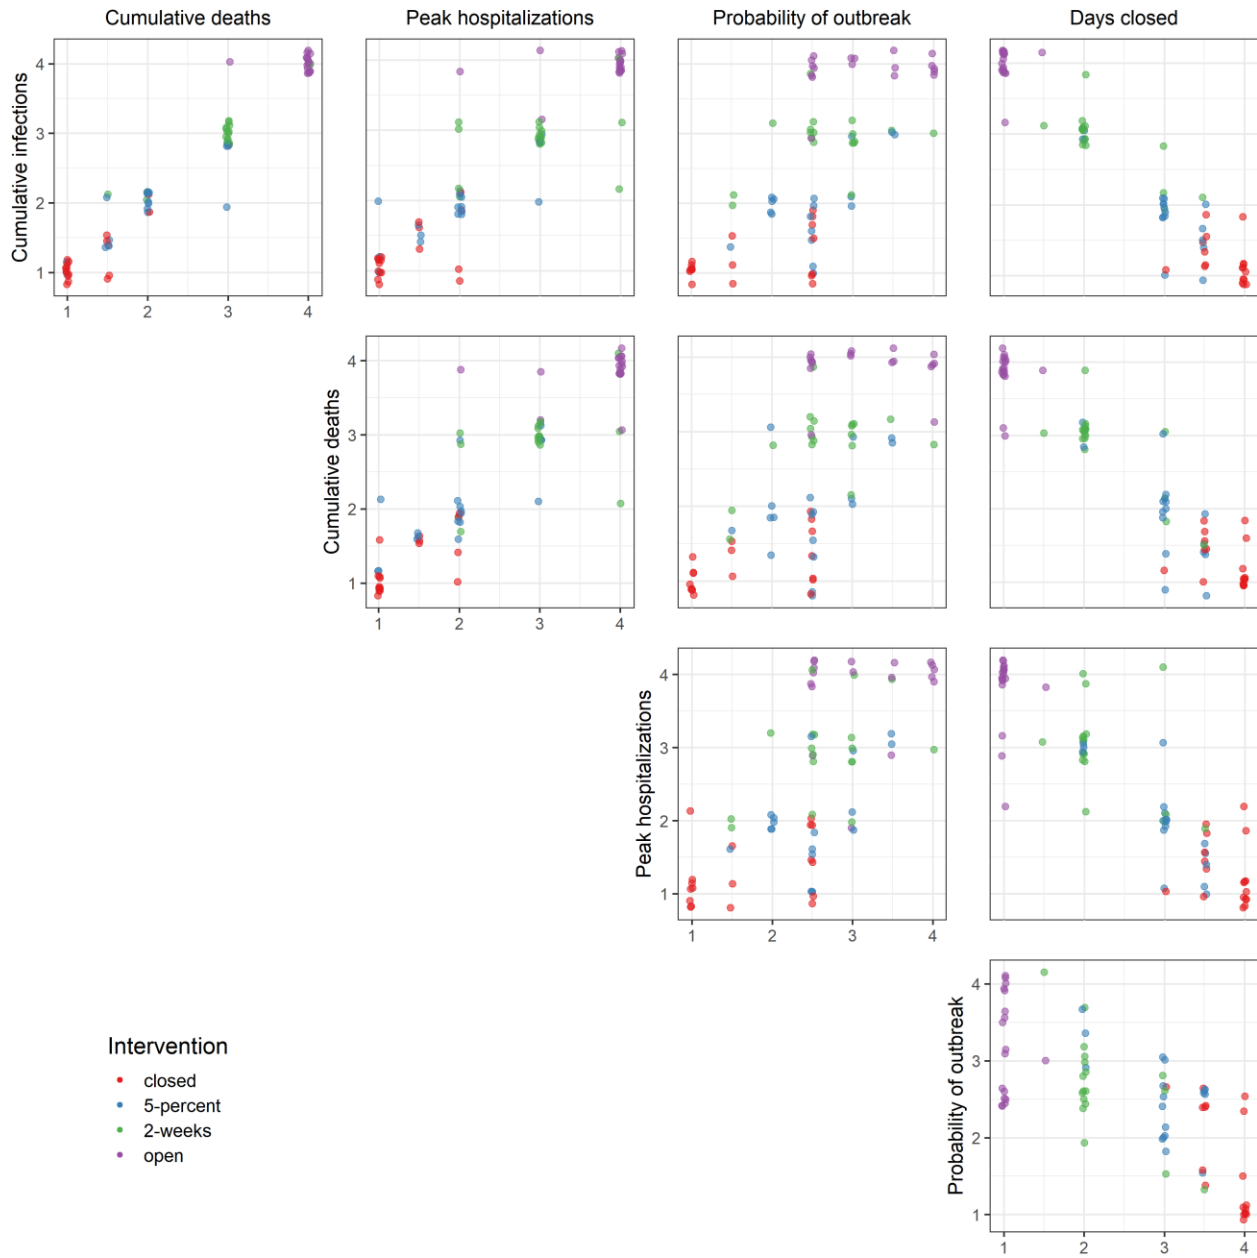 Cumulative deaths Peak hospitalizations Probability of outbreak Days closed
Cumulative infections
4
3
2
1
1 2 3 4
Cumulative deaths
4
3
2
1
1 2 3 4
Peak hospitalizations
4
3
2
1
1 2 3 4
Probability of outbreak
4
3
2
1
1 2 3 4
Intervention
closed
5-percent
2-weeks
open